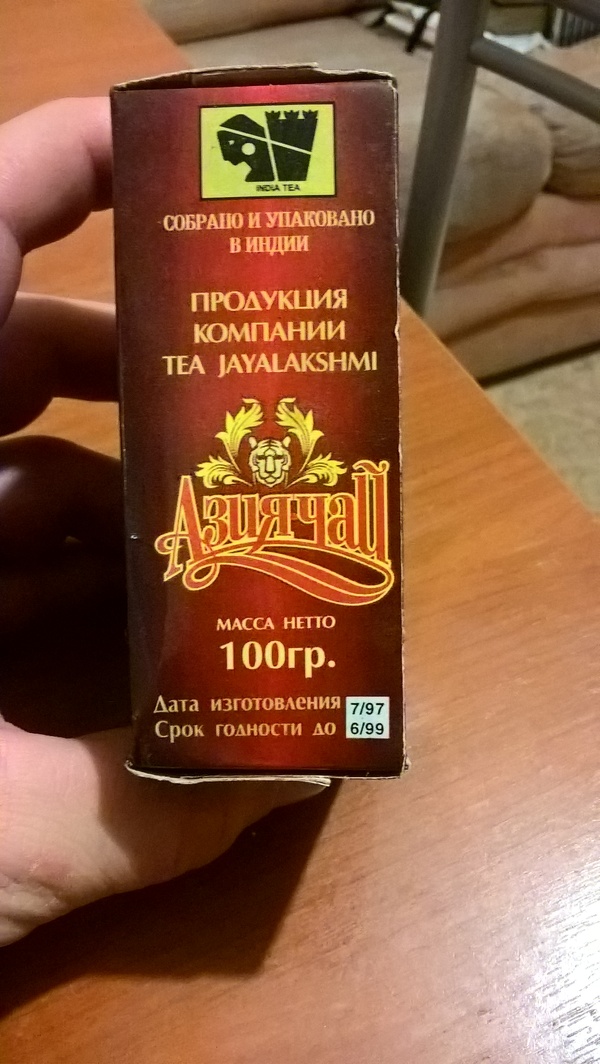 INDIA TEA
СОБРАНО И УПАКОВАНО
В ИНДИИ
ПРОДУКЦИЯ
КОМПАНИИ
TEA JAYALAKSHMI
Азиячай
МАССА НЕТТО
100гр.
Дата изготовления 7/97
Срок годности до 6/99